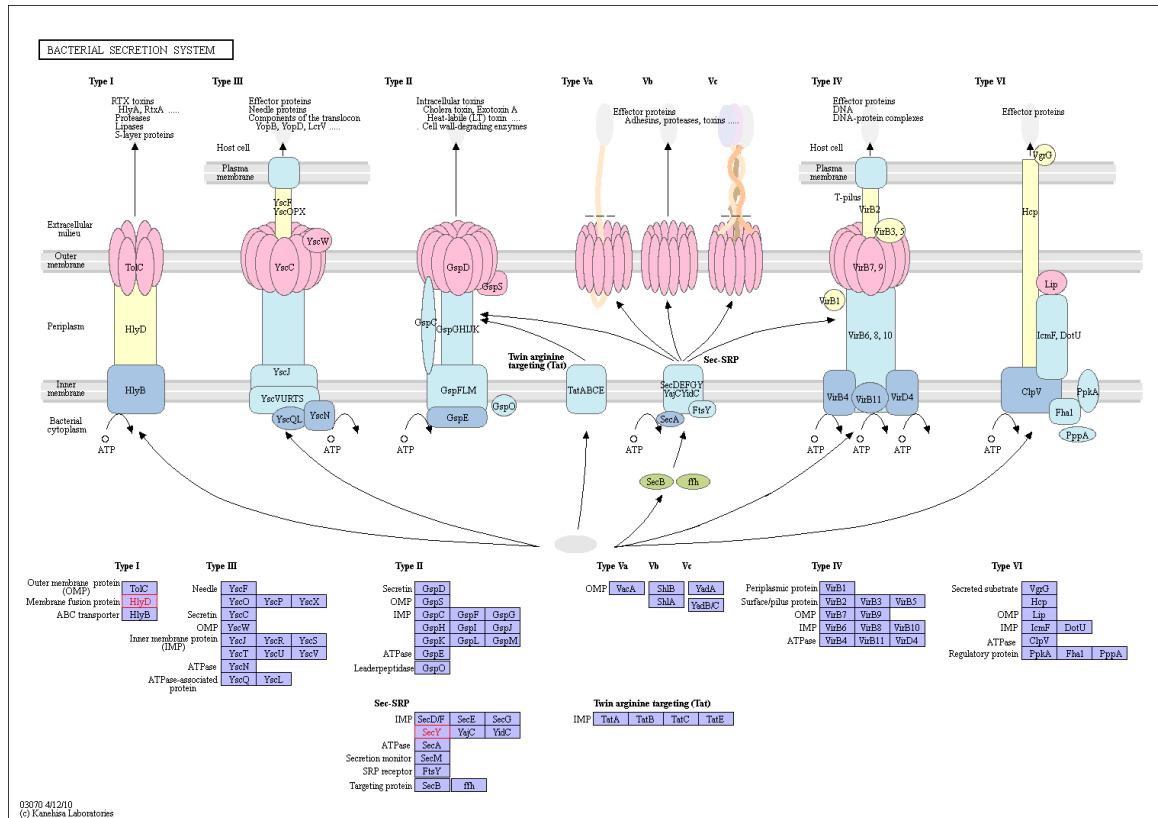 BACTERIAL SECRETION SYSTEM
Type I
Type III
Type II
Type Va
Vb
Vc
Type IV
Type VI
RTX toxins
HlyA, RtxA .....
Proteases
Lipases
S-layer proteins
Effector proteins
Needle proteins
Components of the translocon
YopB, YopD, LcrV .....
Intracellular toxins
Cholera toxin, Exotoxin A
Heat-labile (LT) toxin .....
. Cell wall-degrading enzymes
Effector proteins
Adhesins, proteases, toxins .....
Effector proteins
DNA
DNA-protein complexes
Effector proteins
Host cell
Plasma
membrane
Host cell
Plasma
membrane
VgrG
YscF
YscOPX
T-pilus
VirB2
Hcp
Extracellular
milieu
Outer
membrane
TolC
YscW
YscC
GspD
GspS
VirB3, 5
VirB7, 9
Lip
Periplasm
HlyD
GspC
GspGHIJK
VirB1
VirB6, 8, 10
IcmF, DotU
Twin arginine
targeting (Tat)
Sec-SRP
Inner
membrane
HlyB
YscJ
YscVURTS
GspFLM
GspO
TatABCE
SecDEFGY
YajCYidC
FtsY
VirB4
VirB11
VirD4
ClpV
PpkA
Bacterial
cytoplasm
YscQL
YscN
GspE
SecA
Fha1
PppA
ATP
ATP
ATP
ATP
ATP
ATP
ATP
ATP
SecB
ffh
Type I
Outer membrane protein
(OMP)
TolC
Membrane fusion protein
HlyD
ABC transporter
HlyB
Type III
Needle
YscF
YscO
YscP
YscX
Secretin
YscC
OMP
YscW
Inner membrane protein
(IMP)
YscJ
YscR
YscS
YscT
YscU
YscV
ATPase
YscN
ATPase-associated
protein
YscQ
YscL
Type II
Secretin
GspD
OMP
GspS
IMP
GspC
GspF
GspG
GspH
GspI
GspJ
GspK
GspL
GspM
ATPase
GspE
Leaderpeptidase
GspO
Type Va
Vb
Vc
OMP
VacA
ShlB
YadA
ShlA
YadB/C
Type IV
Periplasmic protein
VirB1
Surface/pilus protein
VirB2
VirB3
VirB5
OMP
VirB7
VirB9
IMP
VirB6
VirB8
VirB10
ATPase
VirB4
VirB11
VirD4
Type VI
Secreted substrate
VgrG
Hcp
OMP
Lip
IMP
IcmF
DotU
ATPase
ClpV
Regulatory protein
PpkA
Fha1
PppA
Sec-SRP
IMP
SecD/F
SecE
SecG
SecY
YajC
YidC
ATPase
SecA
Secretion monitor
SecM
SRP receptor
FtsY
Targeting protein
SecB
ffh
Twin arginine targeting (Tat)
IMP
TatA
TatB
TatC
TatE
03070 4/12/10
(c) Kanehisa Laboratories